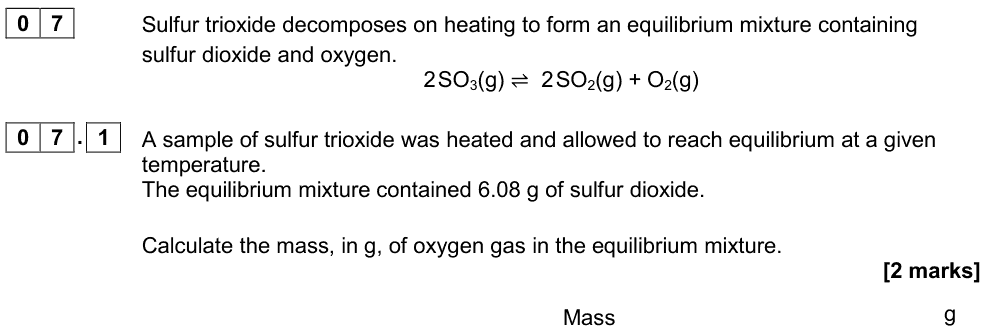 0 7 Sulfur trioxide decomposes on heating to form an equilibrium mixture containing
sulfur dioxide and oxygen.
2SO₃(g) ⇌ 2SO₂(g) + O₂(g)
0 7 . 1 A sample of sulfur trioxide was heated and allowed to reach equilibrium at a given
temperature.
The equilibrium mixture contained 6.08 g of sulfur dioxide.
Calculate the mass, in g, of oxygen gas in the equilibrium mixture.
[2 marks]
Mass g